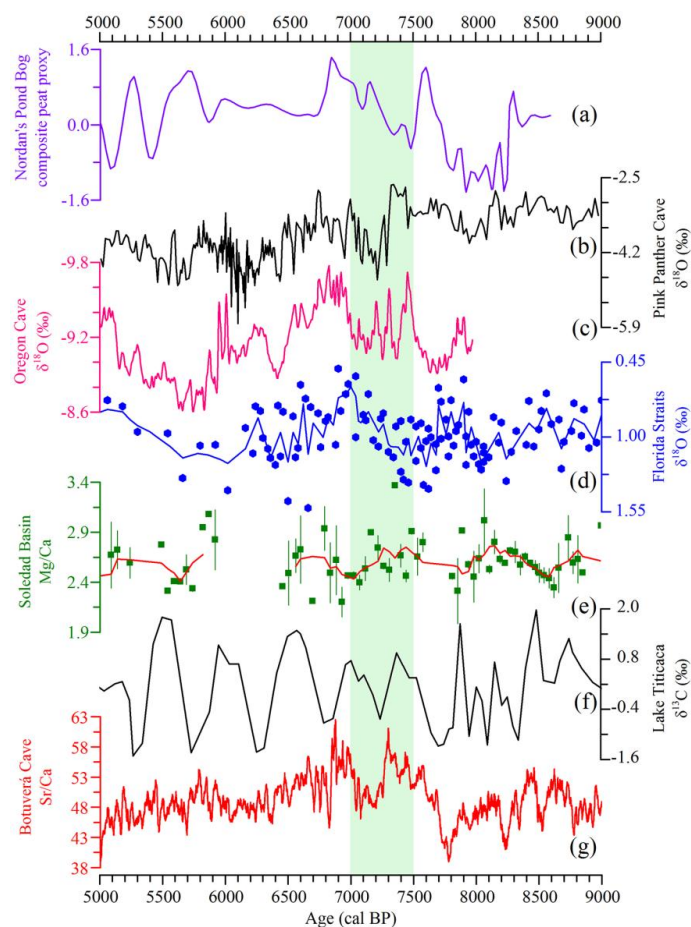 5000 5500 6000 6500 7000 7500 8000 8500 9000
Nordan's Pond Bog
composite peat proxy
1.6
0.0
-1.6
(a)
Pink Panther Cave
δ18O (‰)
-2.5
-4.2
-5.9
(b)
Oregon Cave
δ18O (‰)
-9.8
-9.2
-8.6
(c)
Florida Straits
δ18O (‰)
0.45
1.00
1.55
(d)
Soledad Basin
Mg/Ca
3.4
2.9
2.4
1.9
(e)
Lake Titicaca
δ13C (‰)
2.0
0.8
-0.4
-1.6
(f)
Botuverá Cave
Sr/Ca
63
58
53
48
43
38
(g)
5000 5500 6000 6500 7000 7500 8000 8500 9000
Age (cal BP)